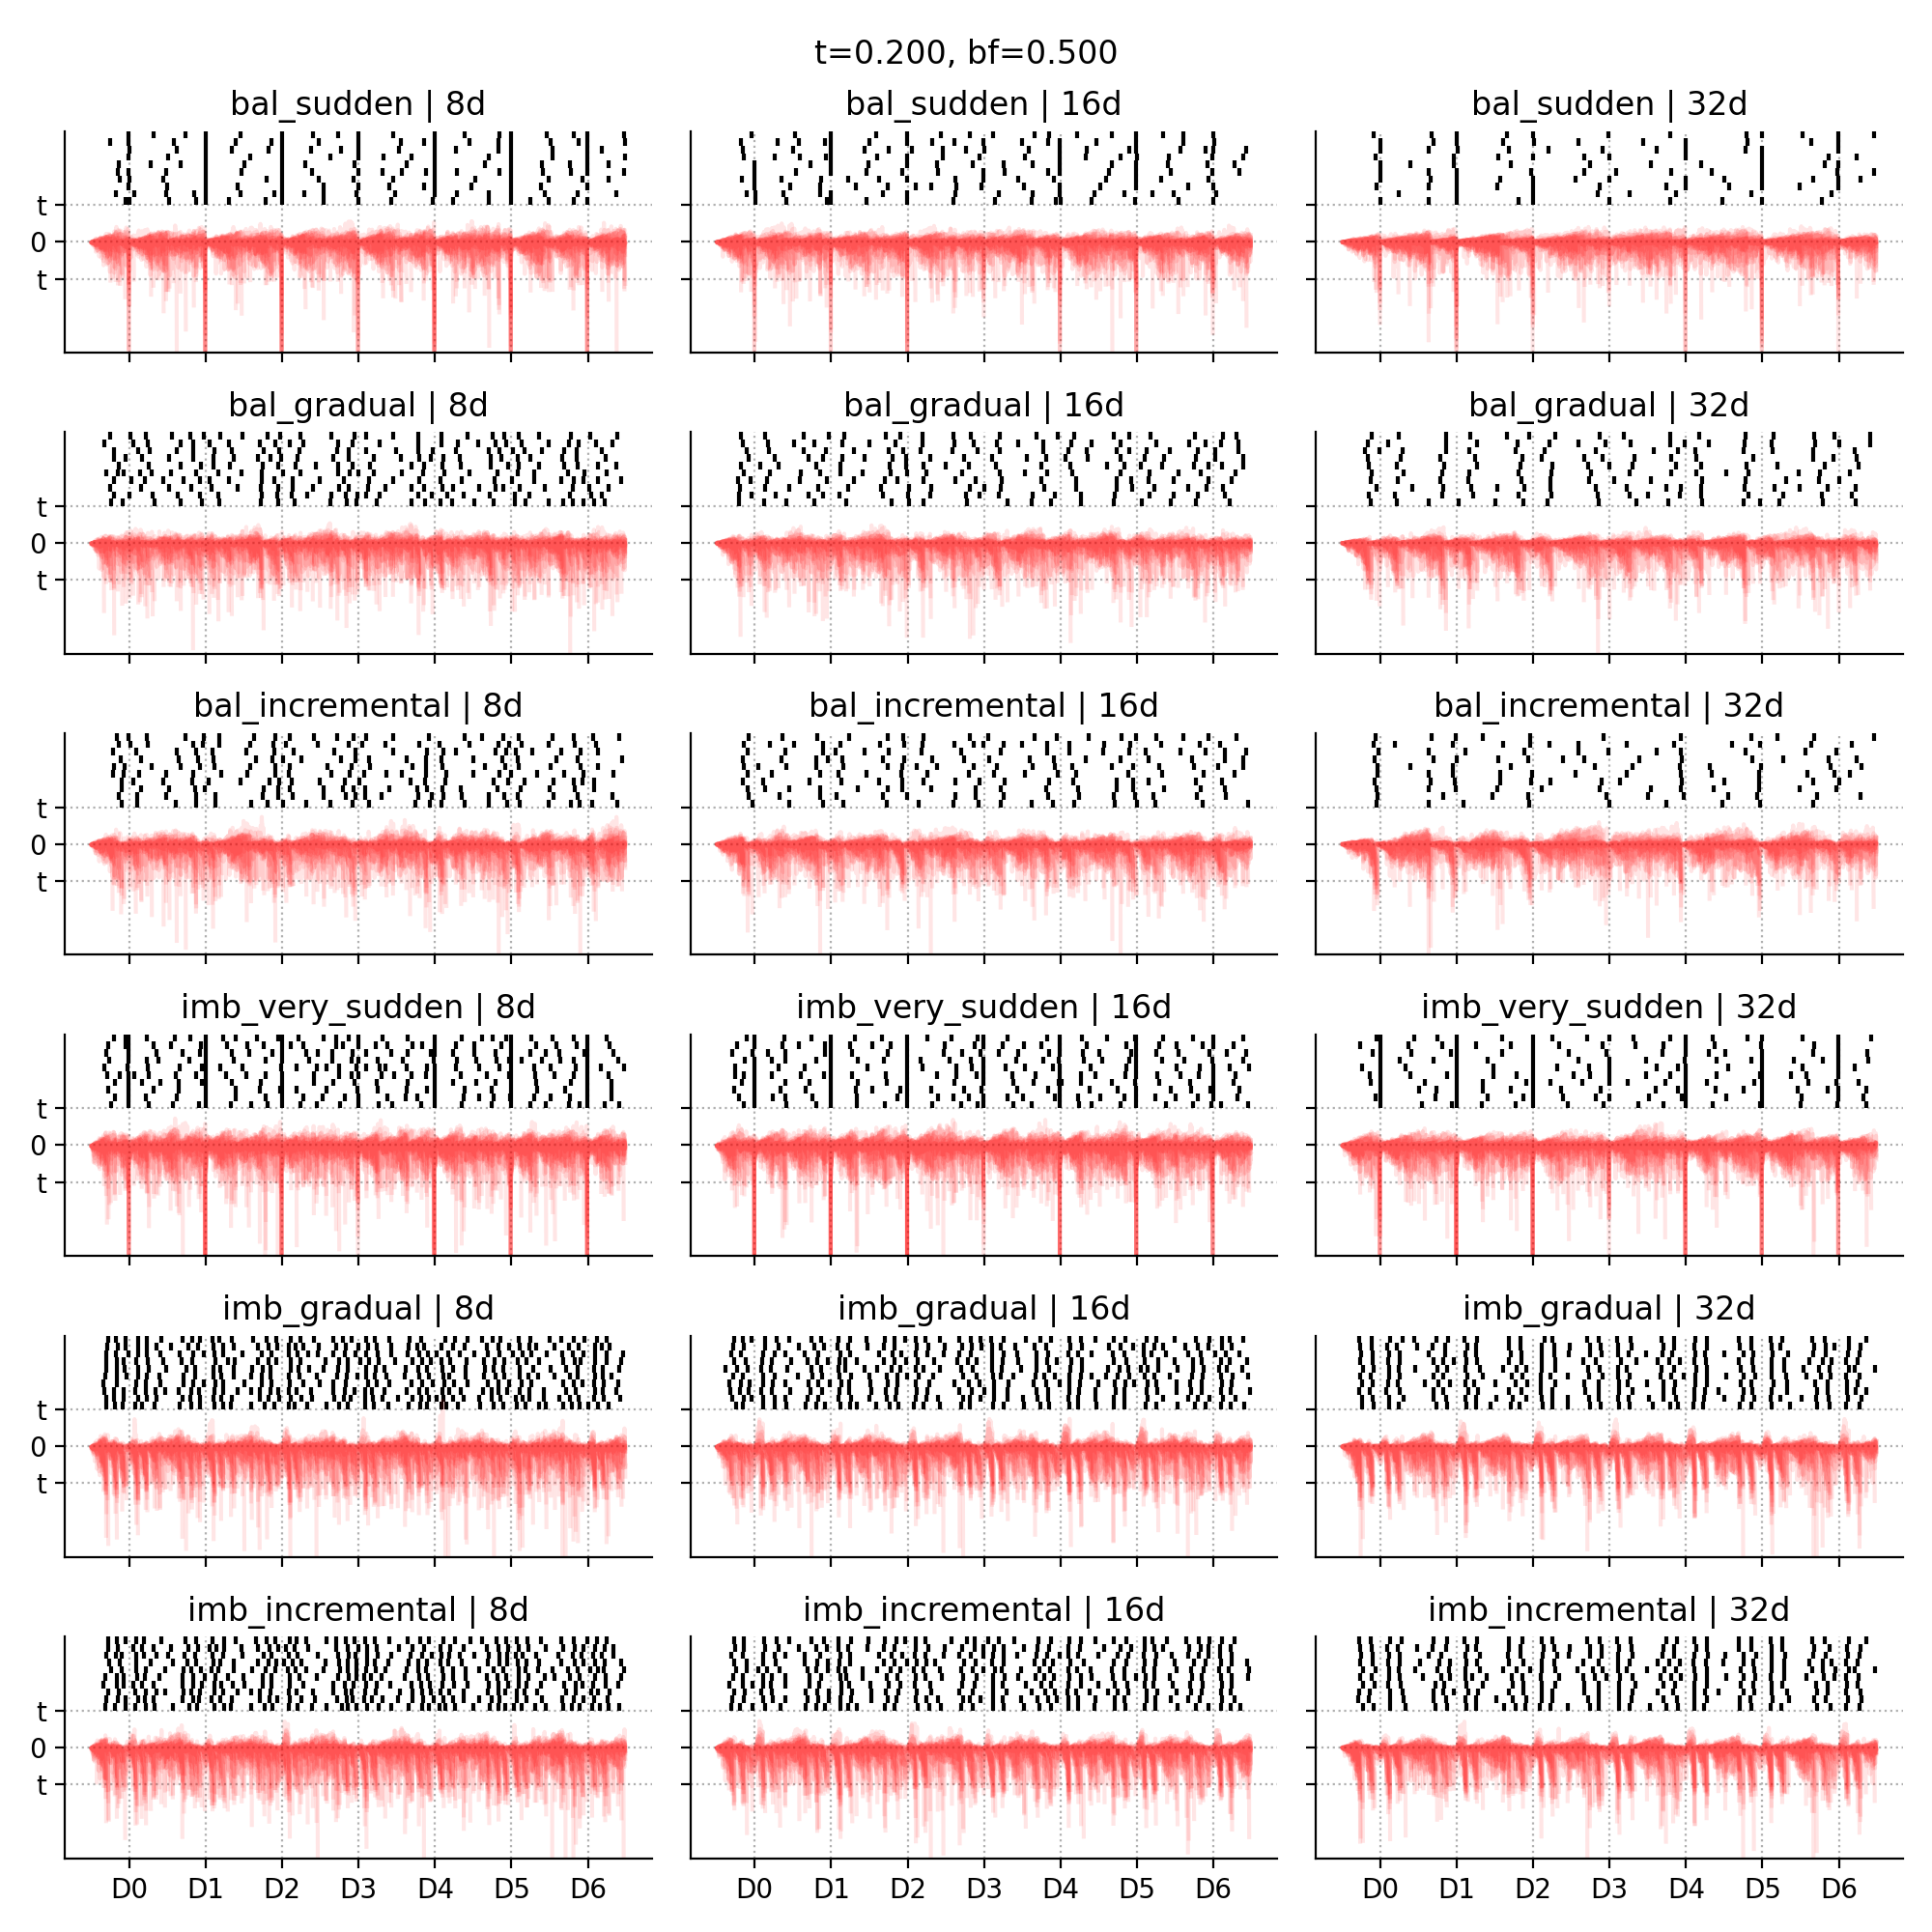 t=0.200, bf=0.500
bal_sudden | 8d
bal_sudden | 16d
bal_sudden | 32d
t
0
t
bal_gradual | 8d
bal_gradual | 16d
bal_gradual | 32d
t
0
t
bal_incremental | 8d
bal_incremental | 16d
bal_incremental | 32d
t
0
t
imb_very_sudden | 8d
imb_very_sudden | 16d
imb_very_sudden | 32d
t
0
t
imb_gradual | 8d
imb_gradual | 16d
imb_gradual | 32d
t
0
t
imb_incremental | 8d
imb_incremental | 16d
imb_incremental | 32d
t
0
t
D0 D1 D2 D3 D4 D5 D6
D0 D1 D2 D3 D4 D5 D6
D0 D1 D2 D3 D4 D5 D6